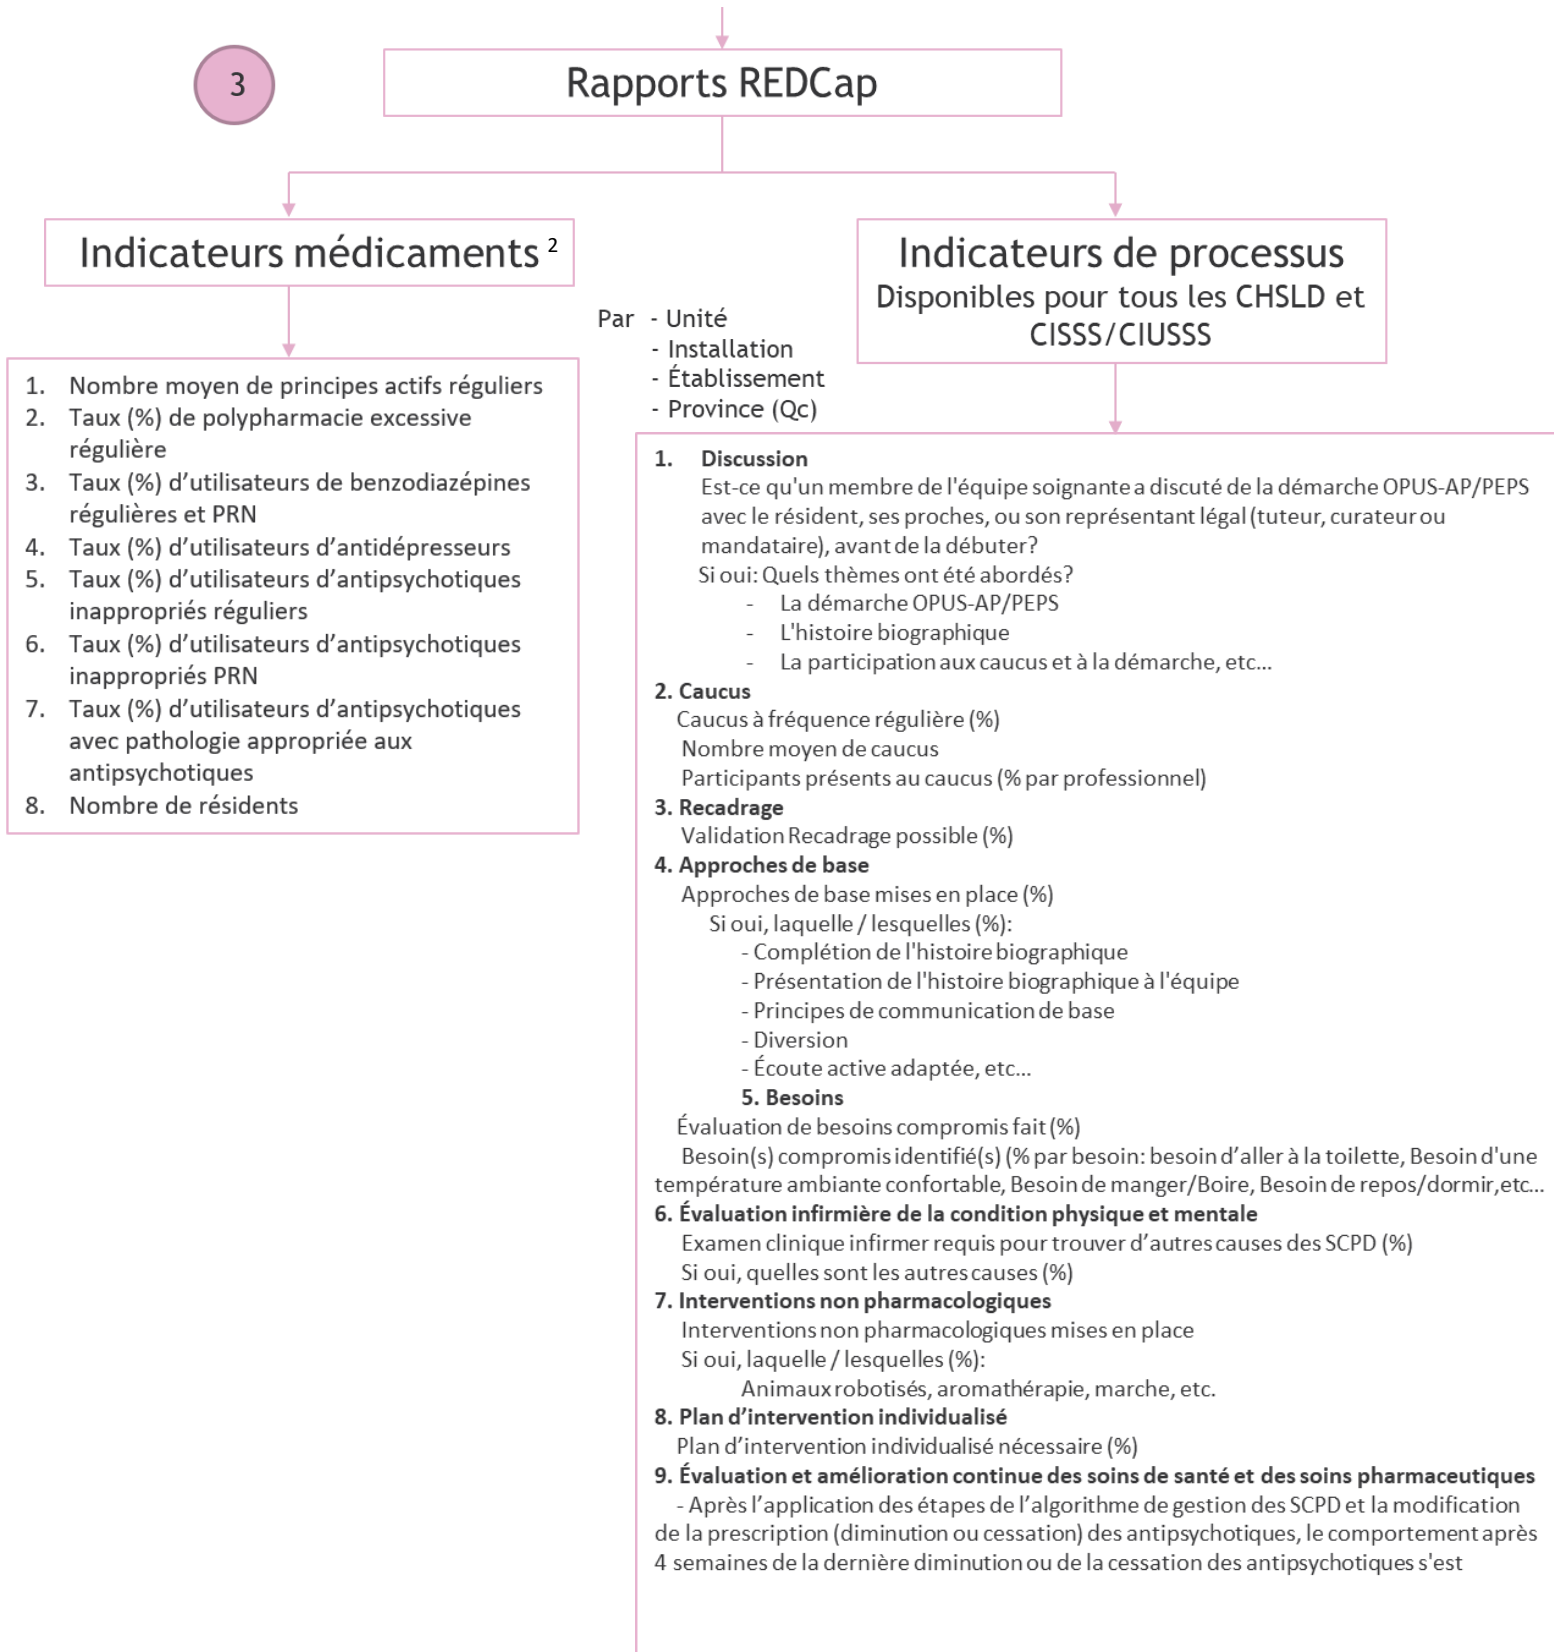 3
Rapports REDCap
Indicateurs médicaments 2
Indicateurs de processus
Disponibles pour tous les CHSLD et
CISSS/CIUSSS
Par - Unité
- Installation
- Établissement
- Province (Qc)
1. Nombre moyen de principes actifs réguliers
2. Taux (%) de polypharmacie excessive
régulière
3. Taux (%) d’utilisateurs de benzodiazépines
régulières et PRN
4. Taux (%) d’utilisateurs d’antidépresseurs
5. Taux (%) d’utilisateurs d’antipsychotiques
inappropriés réguliers
6. Taux (%) d’utilisateurs d’antipsychotiques
inappropriés PRN
7. Taux (%) d’utilisateurs d’antipsychotiques
avec pathologie appropriée aux
antipsychotiques
8. Nombre de résidents
1. Discussion
Est-ce qu'un membre de l'équipe soignante a discuté de la démarche OPUS-AP/PEPS
avec le résident, ses proches, ou son représentant légal (tuteur, curateur ou
mandataire), avant de la débuter?
Si oui: Quels thèmes ont été abordés?
- La démarche OPUS-AP/PEPS
- L'histoire biographique
- La participation aux caucus et à la démarche, etc...
2. Caucus
Caucus à fréquence régulière (%)
Nombre moyen de caucus
Participants présents au caucus (% par professionnel)
3. Recadrage
Validation Recadrage possible (%)
4. Approches de base
Approches de base mises en place (%)
Si oui, laquelle / lesquelles (%):
- Complétion de l'histoire biographique
- Présentation de l'histoire biographique à l'équipe
- Principes de communication de base
- Diversion
- Écoute active adaptée, etc...
5. Besoins
Évaluation de besoins compromis fait (%)
Besoin(s) compromis identifié(s) (% par besoin: besoin d’aller à la toilette, Besoin d'une
température ambiante confortable, Besoin de manger/Boire, Besoin de repos/dormir,etc...
6. Évaluation infirmière de la condition physique et mentale
Examen clinique infirmer requis pour trouver d’autres causes des SCPD (%)
Si oui, quelles sont les autres causes (%)
7. Interventions non pharmacologiques
Interventions non pharmacologiques mises en place
Si oui, laquelle / lesquelles (%):
Animaux robotisés, aromathérapie, marche, etc.
8. Plan d’intervention individualisé
Plan d’intervention individualisé nécessaire (%)
9. Évaluation et amélioration continue des soins de santé et des soins pharmaceutiques
- Après l’application des étapes de l’algorithme de gestion des SCPD et la modification
de la prescription (diminution ou cessation) des antipsychotiques, le comportement après
4 semaines de la dernière diminution ou de la cessation des antipsychotiques s'est